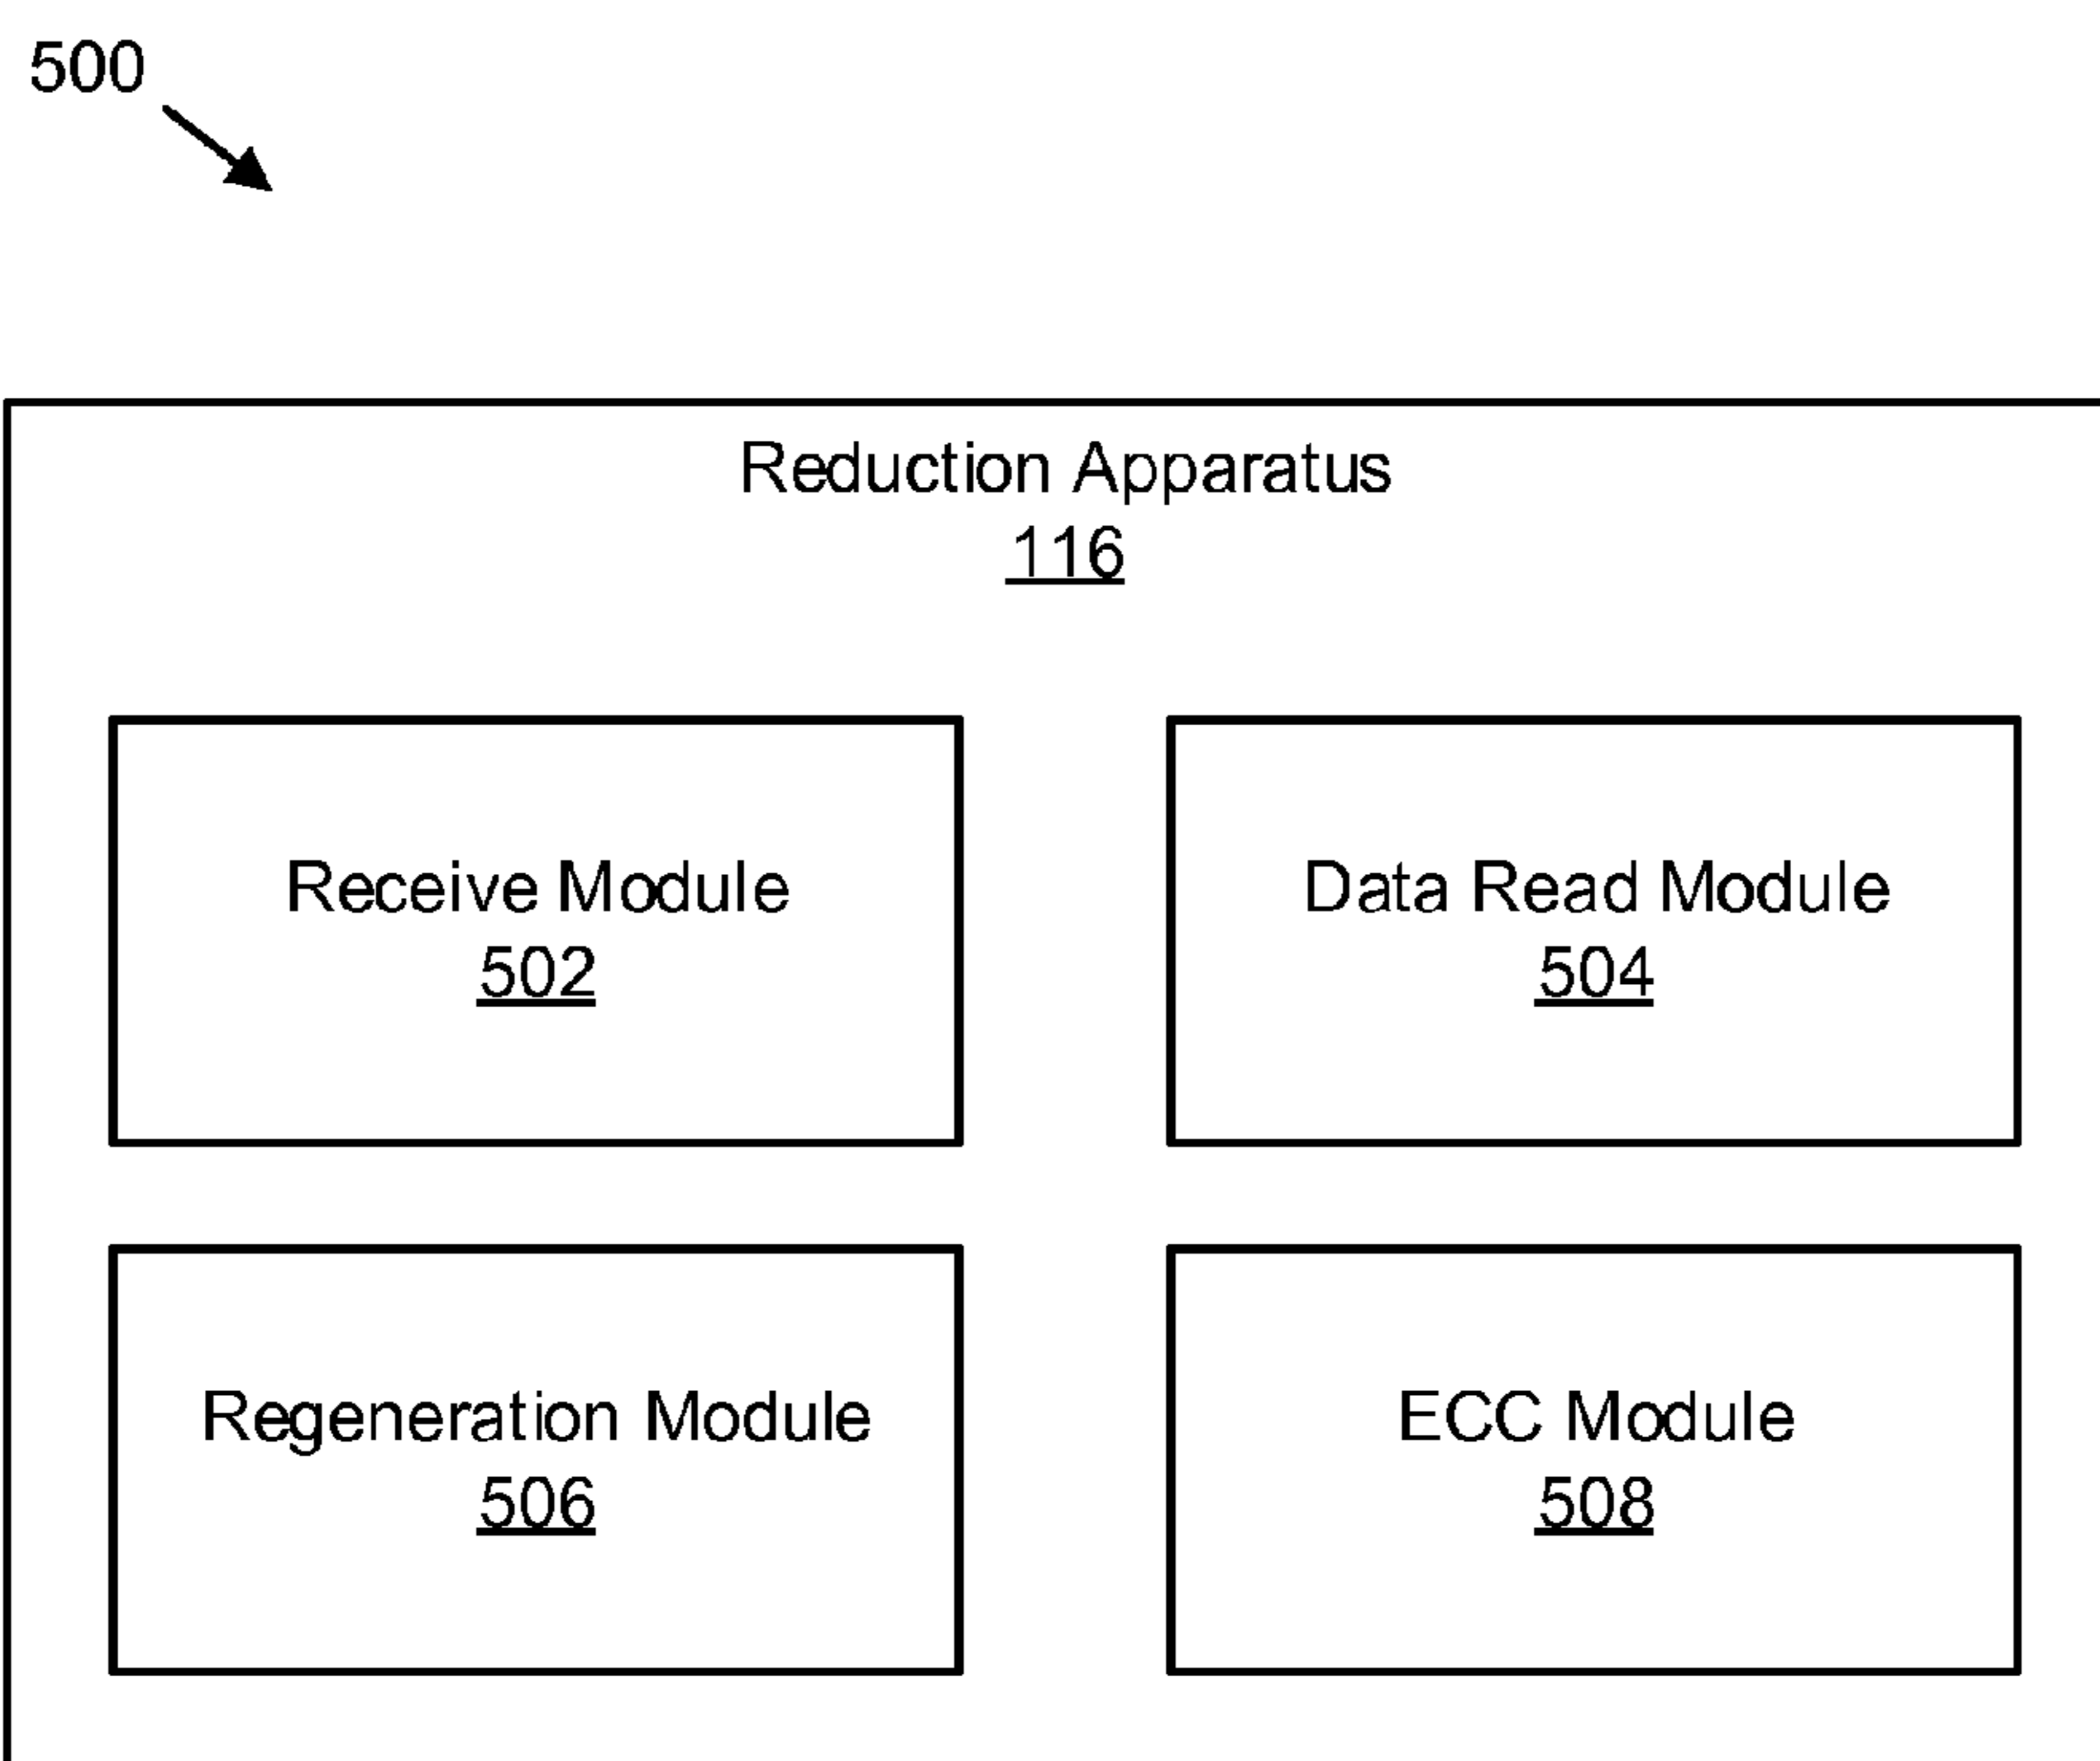 500
Reduction Apparatus
116
Receive Module
502
Data Read Module
504
Regeneration Module
506
ECC Module
508